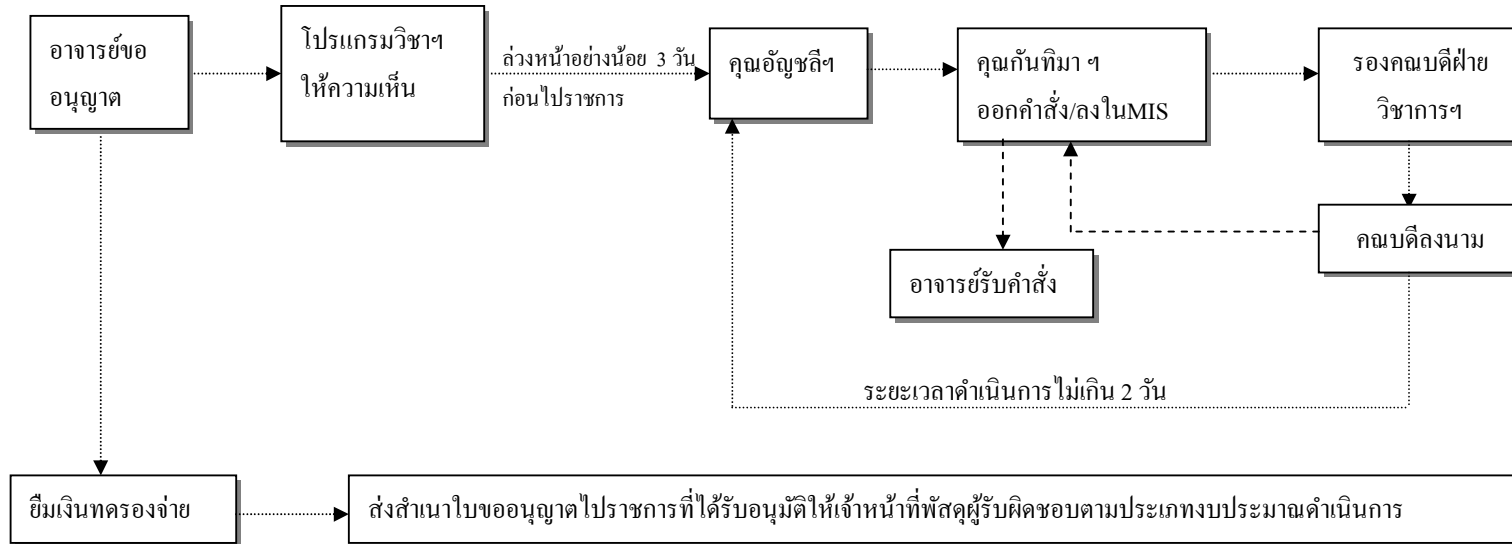 อาจารย์ขอ
อนุญาต
โปรแกรมวิชาฯ
ให้ความเห็น
ล่วงหน้าอย่างน้อย 3 วัน
ก่อนไปราชการ
คุณอัญชลีฯ
คุณกันทิมา ฯ
ออกคำสั่ง/ลงในMIS
รองคณบดีฝ่าย
วิชาการฯ
คณบดีลงนาม
อาจารย์รับคำสั่ง
ระยะเวลาดำเนินการไม่เกิน 2 วัน
ยืมเงินทดรองจ่าย
ส่งสำเนาใบขออนุญาตไปราชการที่ได้รับอนุมัติให้เจ้าหน้าที่พัสดุผู้รับผิดชอบตามประเภทงบประมาณดำเนินการ